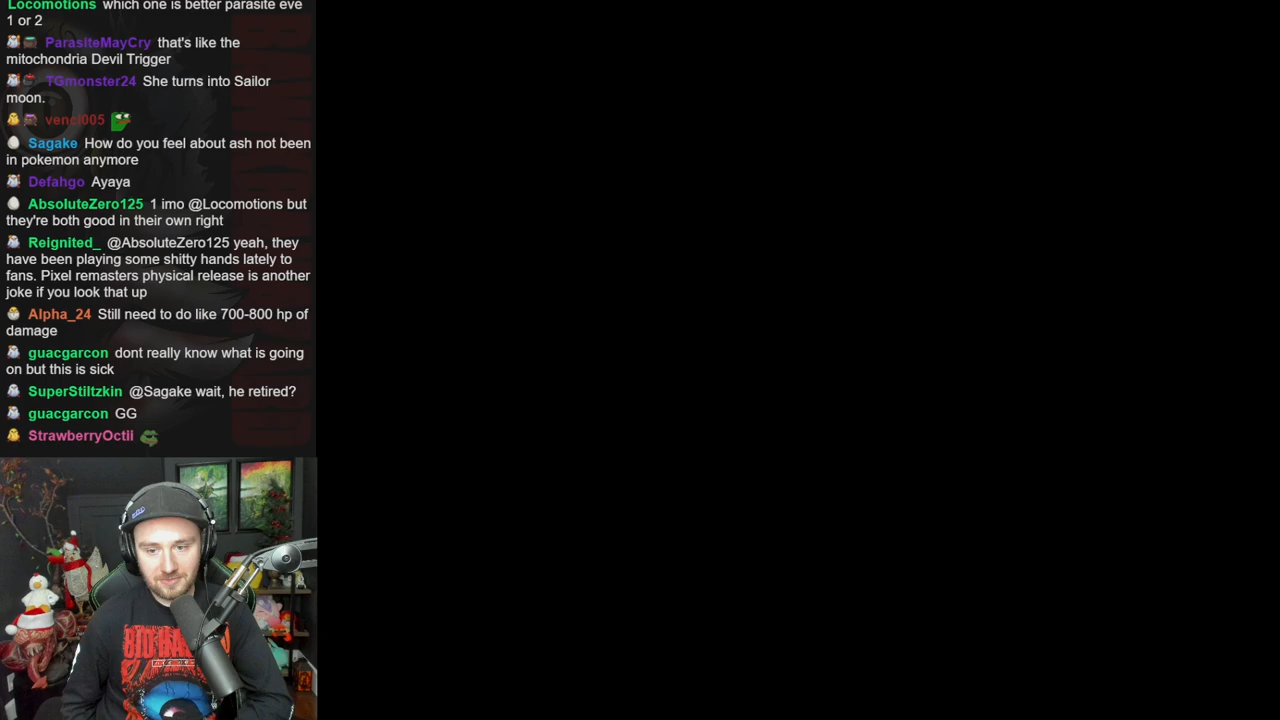 Locomotions which one is better parasite eve
1 or 2
ParasiteMayCry that's like the
mitochondria Devil Trigger
TGmonster24 She turns into Sailor
moon.
venci005
Sagake How do you feel about ash not been
in pokemon anymore
Defahgo Ayaya
AbsoluteZero125 1 imo @Locomotions but
they're both good in their own right
Reignited_ @AbsoluteZero125 yeah, they
have been playing some shitty hands lately to
fans. Pixel remasters physical release is another
joke if you look that up
Alpha_24 Still need to do like 700-800 hp of
damage
guacgarcon dont really know what is going
on but this is sick
SuperStiltzkin @Sagake wait, he retired?
guacgarcon GG
StrawberryOctii